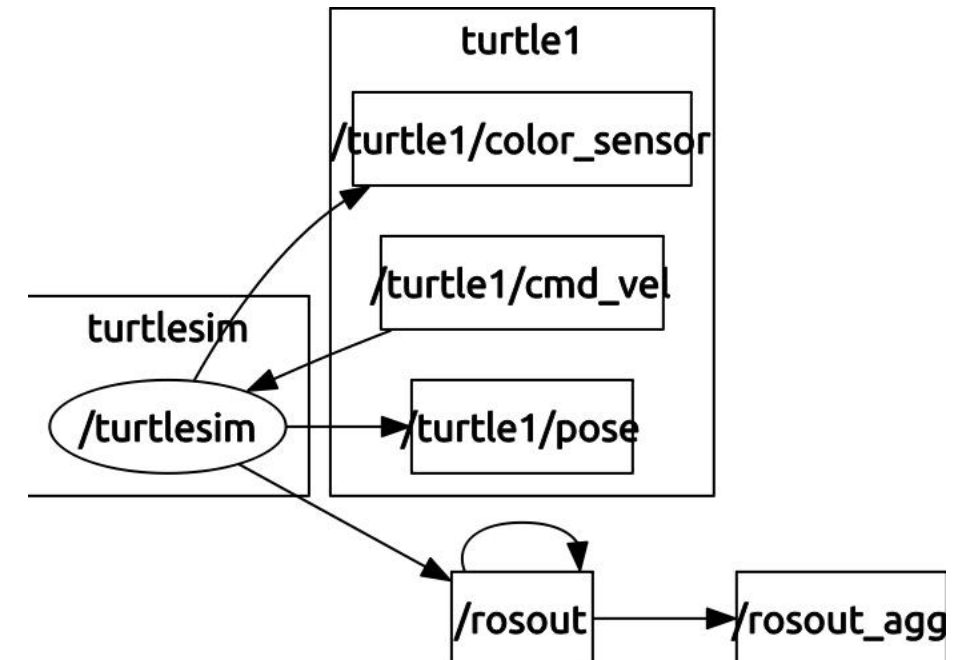 turtle1
/turtle1/color_sensor
/turtle1/cmd_vel
turtlesim
/turtlesim
/turtle1/pose
/rosout
/rosout_agg